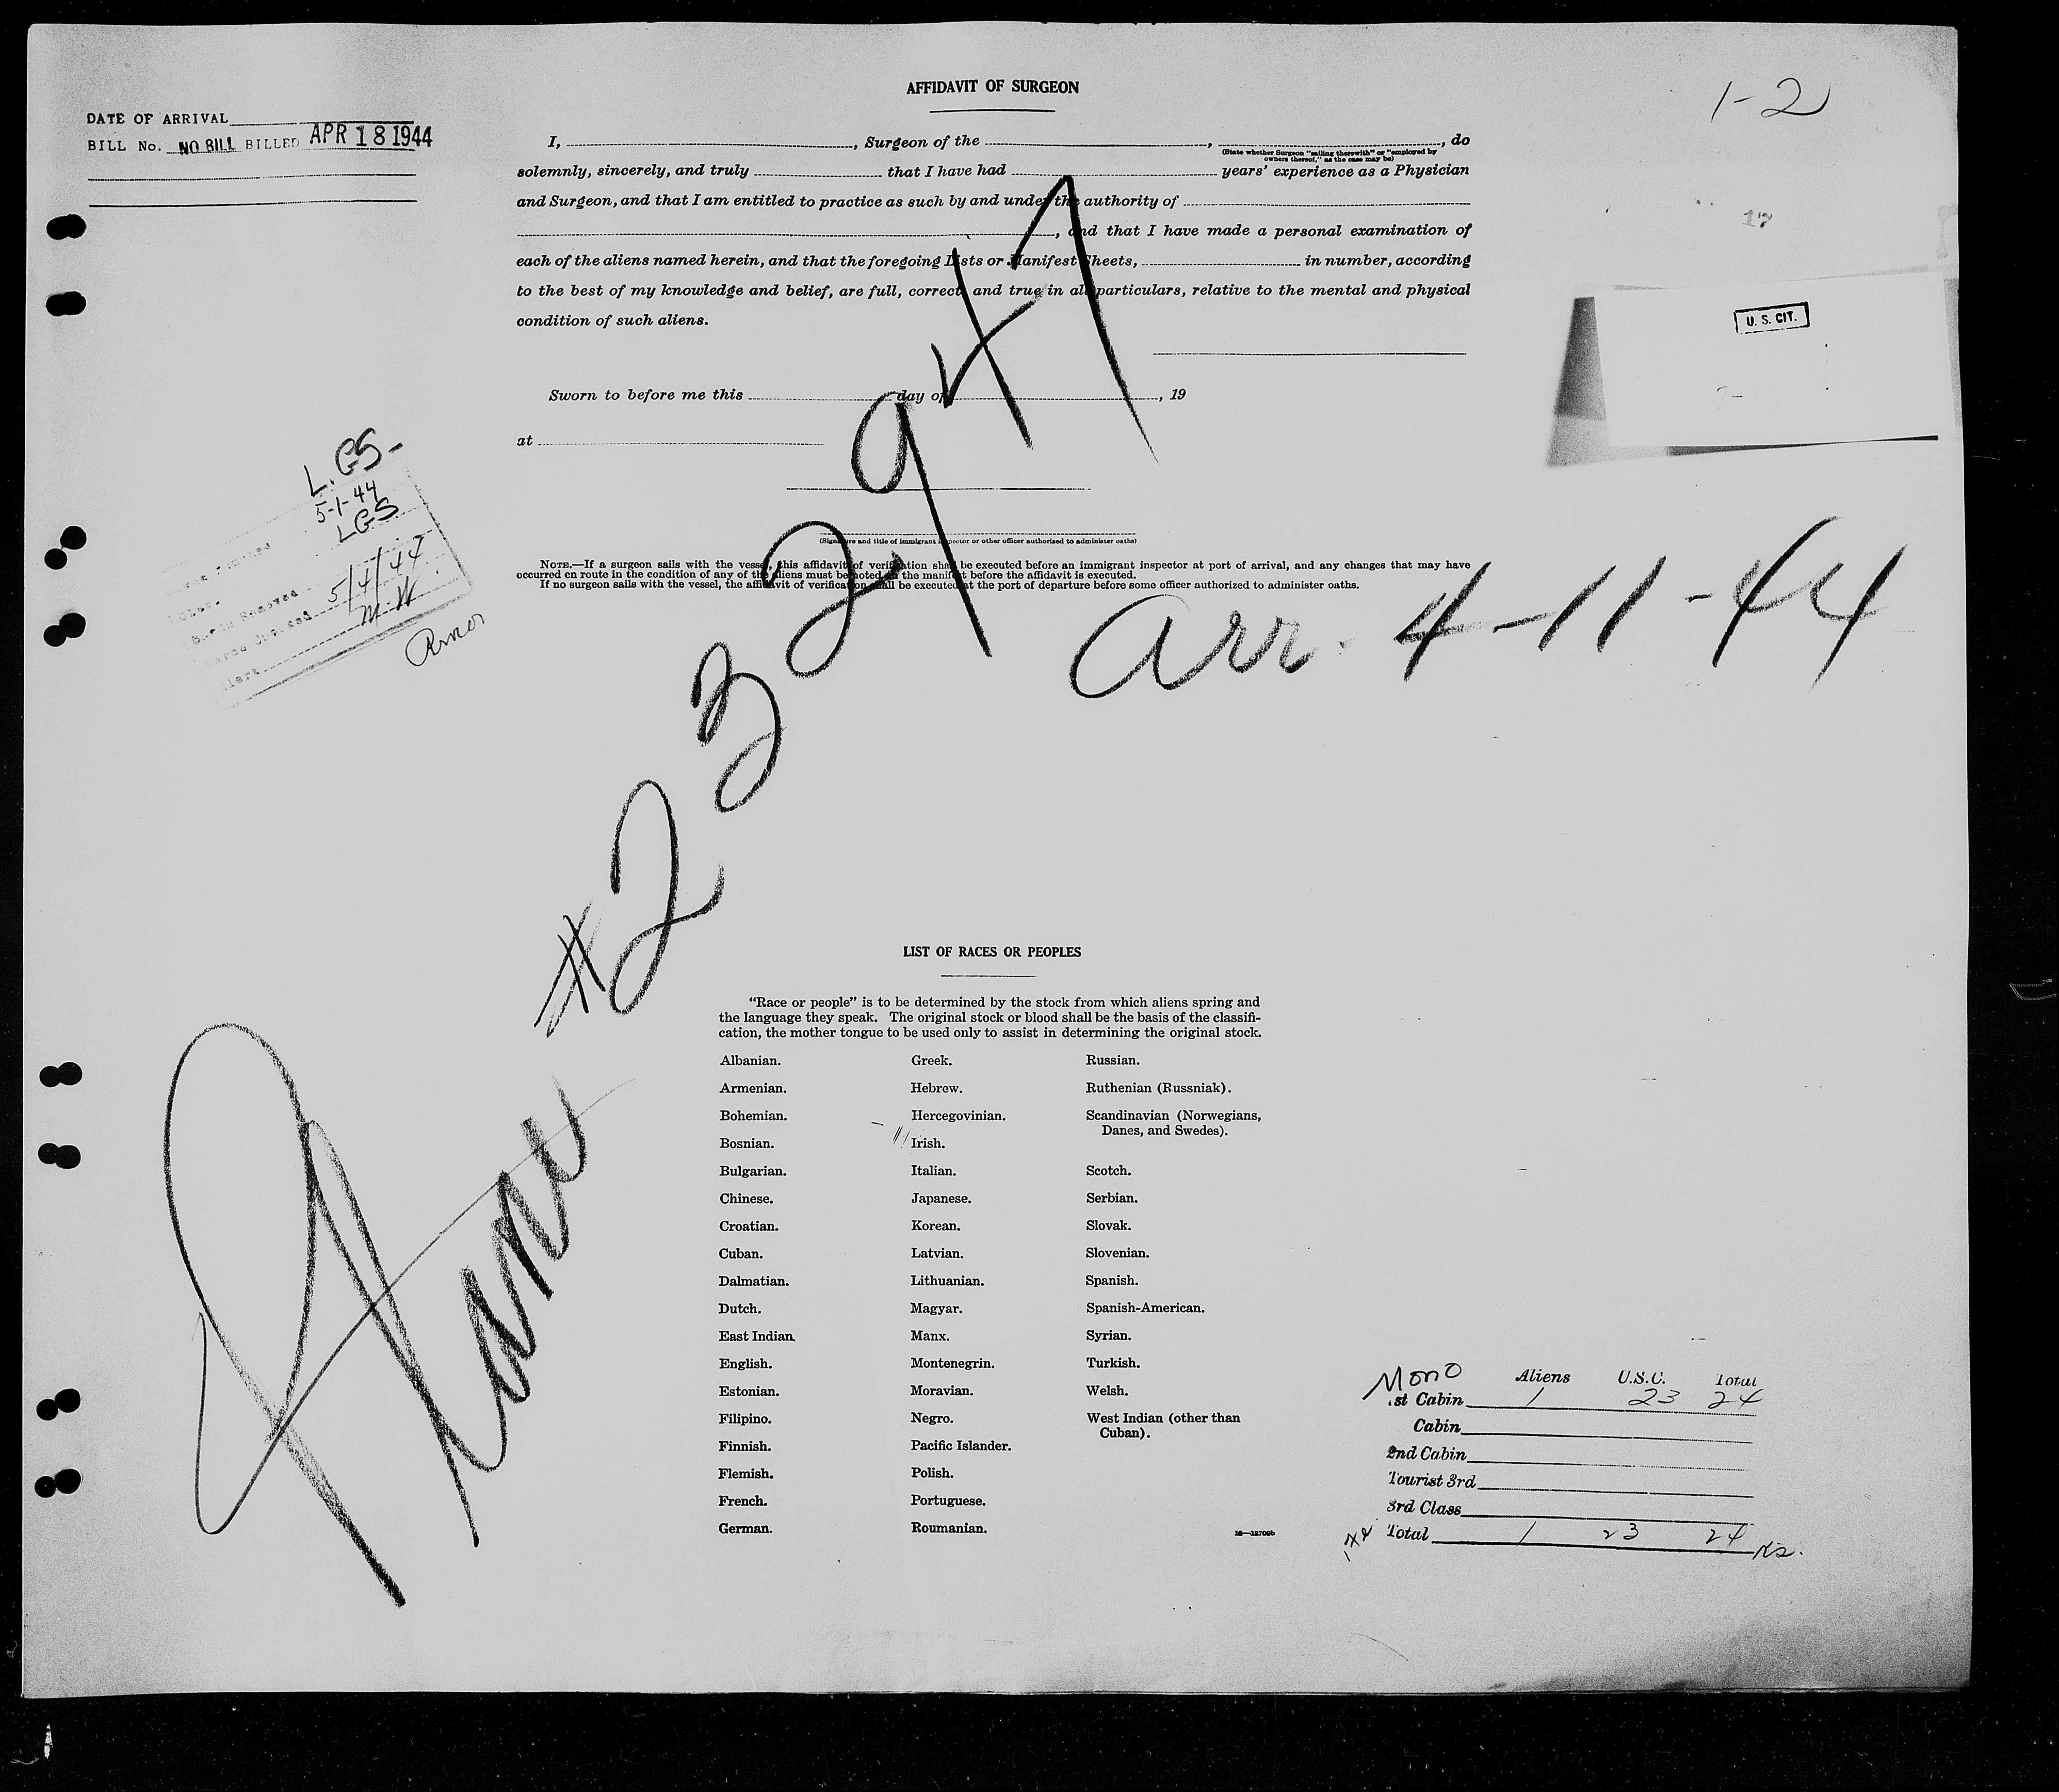 AFFIDAVIT OF SURGEON
1-2
DATE OF ARRIVAL
BILL No. NO BILL BILLED APR 18 1944
I, , Surgeon of the , , do
(State whether Surgeon "sailing therewith" or "employed by
owners thereof," as the case may be)
solemnly, sincerely, and truly that I have had years' experience as a Physician
and Surgeon, and that I am entitled to practice as such by and under the authority of
, and that I have made a personal examination of
17
each of the aliens named herein, and that the foregoing Lists or Manifest Sheets, in number, according
to the best of my knowledge and belief, are full, correct, and true in all particulars, relative to the mental and physical
condition of such aliens.
U. S. CIT.
Sworn to before me this day of , 19
at
L.GS-
5-1-44
LGS
5/4/44
M.W
(Signature and title of immigrant inspector or other officer authorized to administer oaths)
NOTE.—If a surgeon sails with the vessel, this affidavit of verification shall be executed before an immigrant inspector at port of arrival, and any changes that may have
occurred en route in the condition of any of the aliens must be noted on the manifest before the affidavit is executed.
If no surgeon sails with the vessel, the affidavit of verification shall be executed at the port of departure before some officer authorized to administer oaths.
arr. 4-11-44
Plane #232947
LIST OF RACES OR PEOPLES
"Race or people" is to be determined by the stock from which aliens spring and
the language they speak. The original stock or blood shall be the basis of the classifi-
cation, the mother tongue to be used only to assist in determining the original stock.
Albanian. Greek. Russian.
Armenian. Hebrew. Ruthenian (Russniak).
Bohemian. Hercegovinian. Scandinavian (Norwegians,
Danes, and Swedes).
Bosnian. Irish.
Bulgarian. Italian. Scotch.
Chinese. Japanese. Serbian.
Croatian. Korean. Slovak.
Cuban. Latvian. Slovenian.
Dalmatian. Lithuanian. Spanish.
Dutch. Magyar. Spanish-American.
East Indian Manx. Syrian.
English. Montenegrin. Turkish.
Estonian. Moravian. Welsh.
Filipino. Negro. West Indian (other than
Cuban).
Finnish. Pacific Islander.
Flemish. Polish.
French. Portuguese.
German. Roumanian.
Mono Aliens U.S.C. Total
1st Cabin 1 23 24
Cabin
2nd Cabin
Tourist 3rd
3rd Class
Total 1 23 24